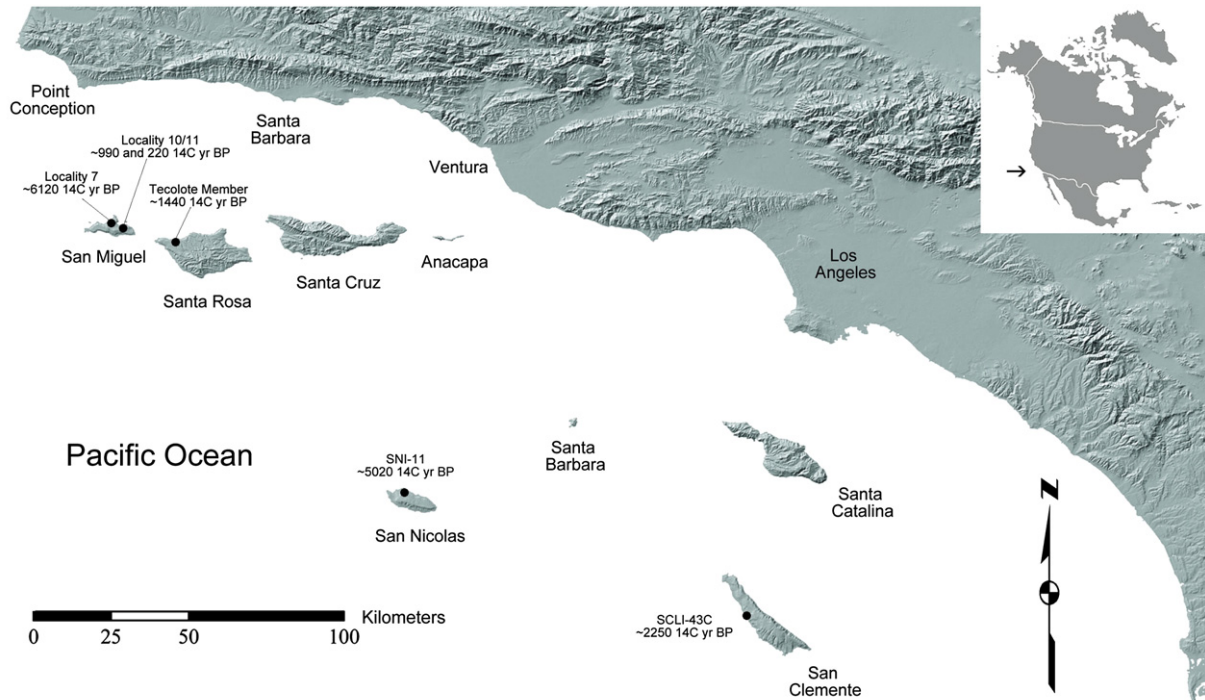 Point
Conception
Santa
Barbara
Locality 10/11
~990 and 220 14C yr BP
Ventura
Locality 7
~6120 14C yr BP
Tecolote Member
~1440 14C yr BP
San Miguel
Santa Rosa
Santa Cruz
Anacapa
Los
Angeles
Pacific Ocean
SNI-11
~5020 14C yr BP
San Nicolas
Santa
Barbara
Santa
Catalina
N
SCLI-43C
~2250 14C yr BP
San
Clemente
Kilometers
0 25 50 100